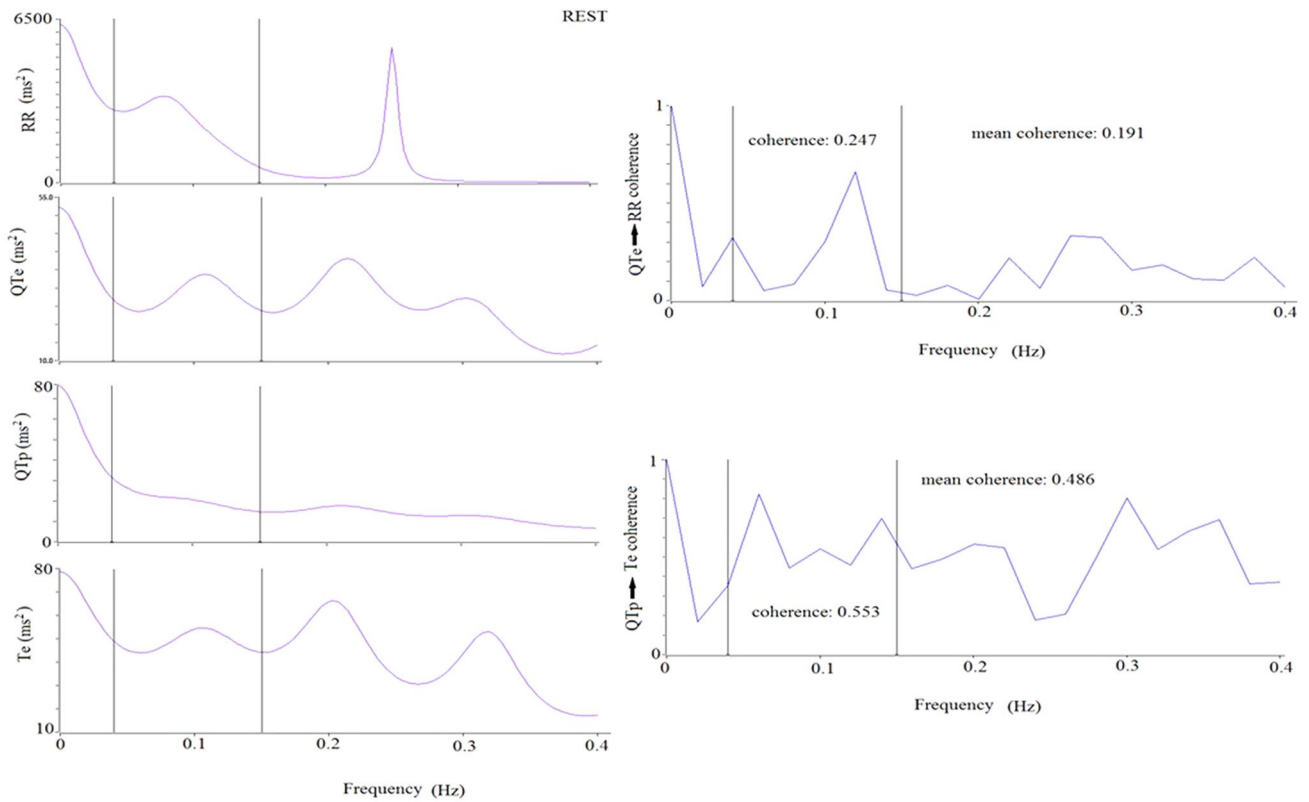 REST
6500
RR (ms²)
0
55.0
QTe (ms²)
10.0
80
QTp (ms²)
0
80
Te (ms²)
10
0 0.1 0.2 0.3 0.4
Frequency (Hz)
1
QTe → RR coherence
coherence: 0.247
mean coherence: 0.191
0
0 0.1 0.2 0.3 0.4
Frequency (Hz)
1
QTp → Te coherence
mean coherence: 0.486
coherence: 0.553
0
0 0.1 0.2 0.3 0.4
Frequency (Hz)